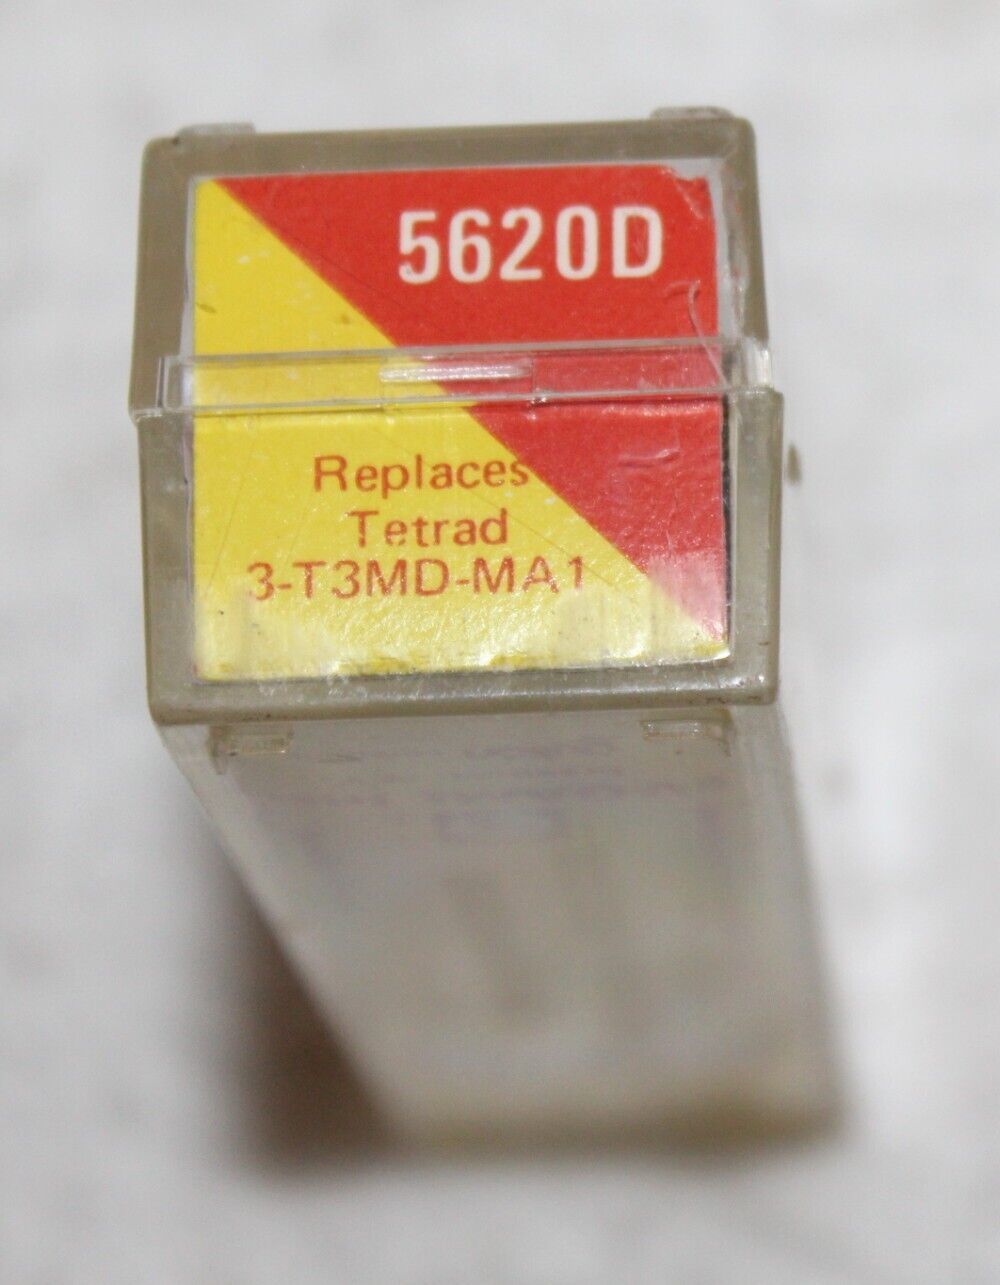 5620D
Replaces
Tetrad
3-T3MD-MA1